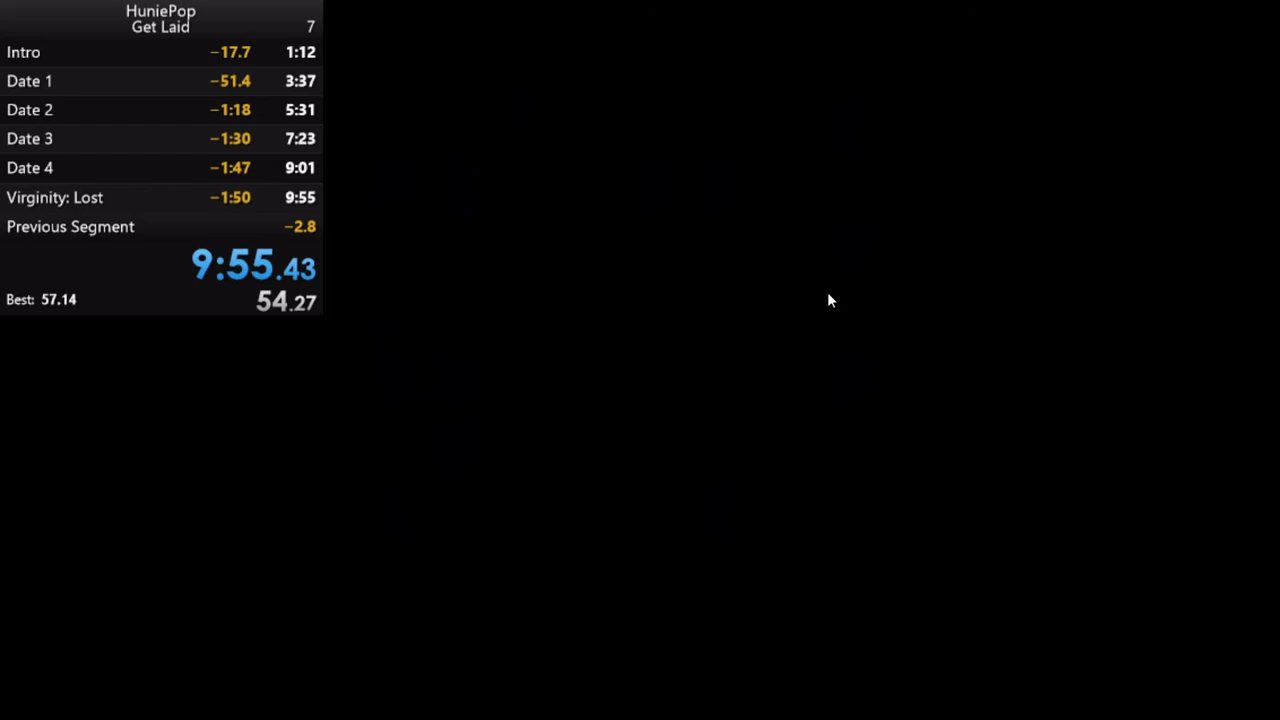 HuniePop
Get Laid 7
Intro −17.7 1:12
Date 1 −51.4 3:37
Date 2 −1:18 5:31
Date 3 −1:30 7:23
Date 4 −1:47 9:01
Virginity: Lost −1:50 9:55
Previous Segment −2.8
9:55.43
Best: 57.14 54.27